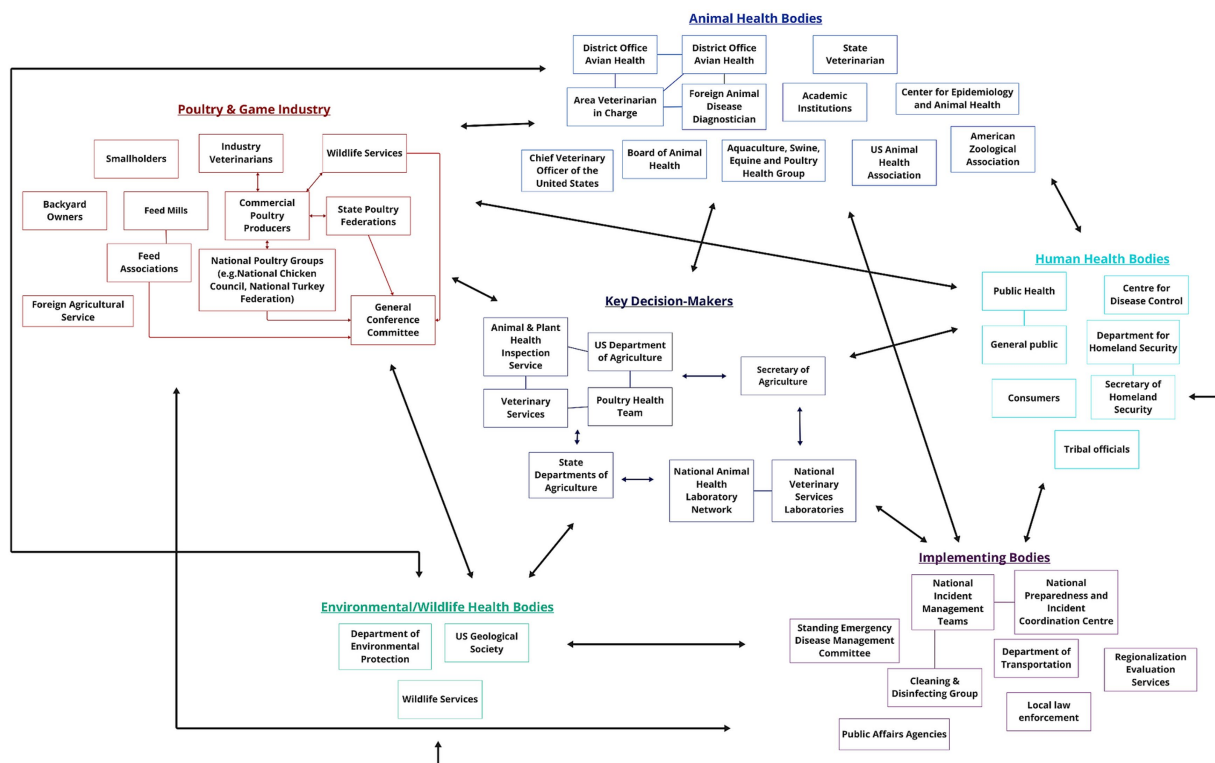 Animal Health Bodies
District Office
Avian Health
District Office
Avian Health
State
Veterinarian
Area Veterinarian
in Charge
Foreign Animal
Disease
Diagnostician
Academic
Institutions
Center for Epidemiology
and Animal Health
Chief Veterinary
Officer of the
United States
Board of Animal
Health
Aquaculture, Swine,
Equine and Poultry
Health Group
US Animal
Health
Association
American
Zoological
Association
Poultry & Game Industry
Smallholders
Industry
Veterinarians
Wildlife Services
Backyard
Owners
Feed Mills
Commercial
Poultry
Producers
State Poultry
Federations
Feed
Associations
National Poultry Groups
(e.g.National Chicken
Council, National Turkey
Federation)
Foreign Agricultural
Service
General
Conference
Committee
Human Health Bodies
Public Health
Centre for
Disease Control
General public
Department for
Homeland Security
Consumers
Secretary of
Homeland
Security
Tribal officials
Key Decision-Makers
Animal & Plant
Health
Inspection
Service
US Department
of Agriculture
Secretary of
Agriculture
Veterinary
Services
Poultry Health
Team
State
Departments of
Agriculture
National Animal
Health
Laboratory
Network
National
Veterinary
Services
Laboratories
Environmental/Wildlife Health Bodies
Department of
Environmental
Protection
US Geological
Society
Wildlife Services
Implementing Bodies
National
Incident
Management
Teams
National
Preparedness and
Incident
Coordination Centre
Standing Emergency
Disease Management
Committee
Department of
Transportation
Regionalization
Evaluation
Services
Cleaning &
Disinfecting Group
Local law
enforcement
Public Affairs Agencies